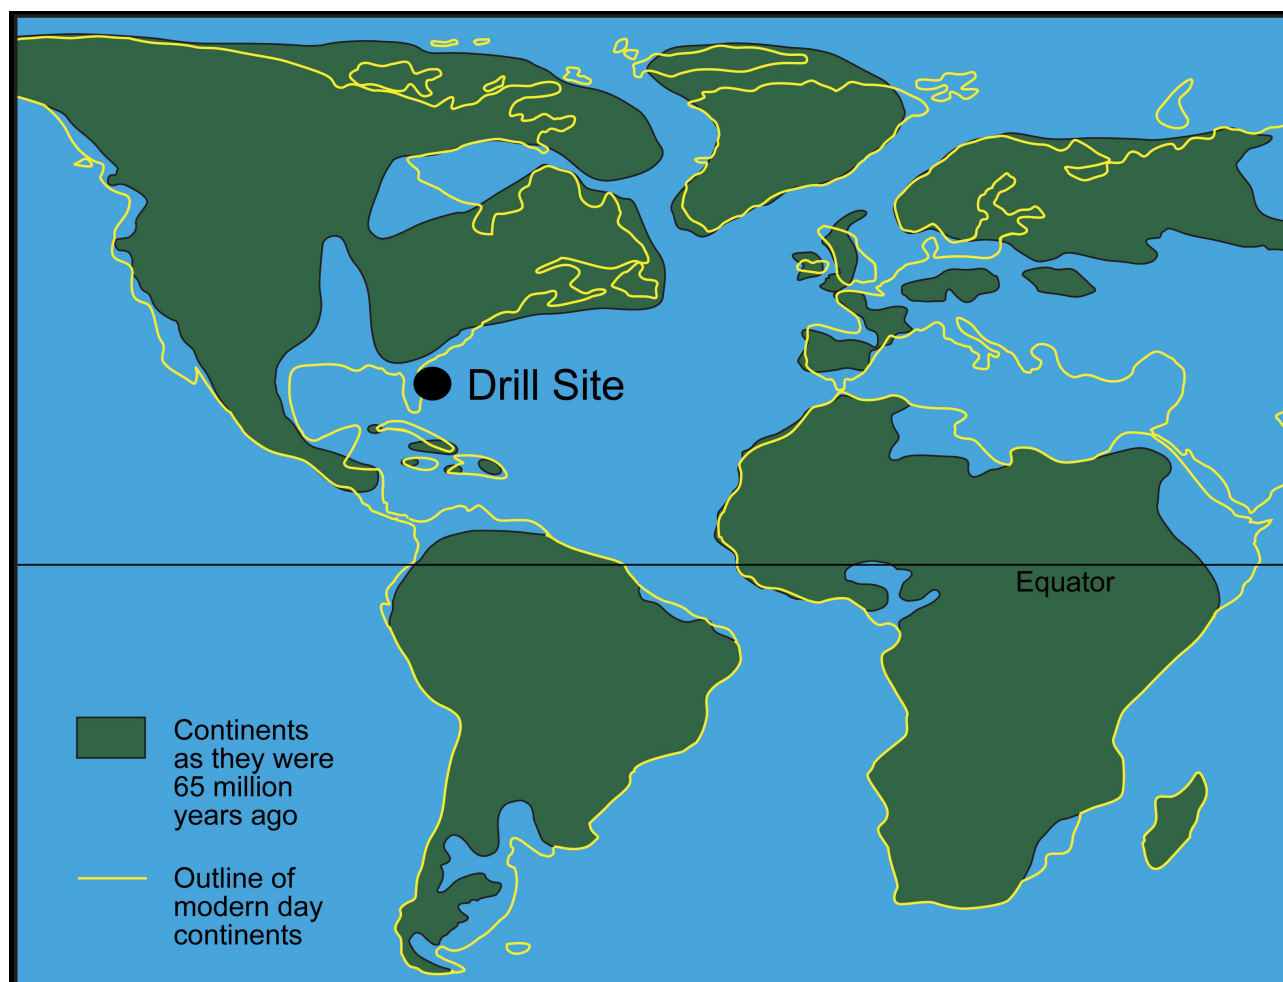 Drill Site
Equator
Continents
as they were
65 million
years ago
Outline of
modern day
continents